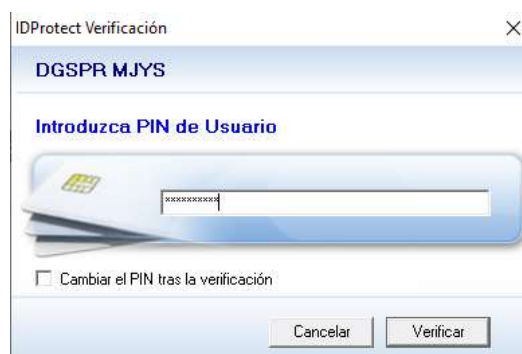 IDProtect Verificación
DGSPR MJYS
Introduzca PIN de Usuario
××××××××××
Cambiar el PIN tras la verificación
Cancelar
Verificar